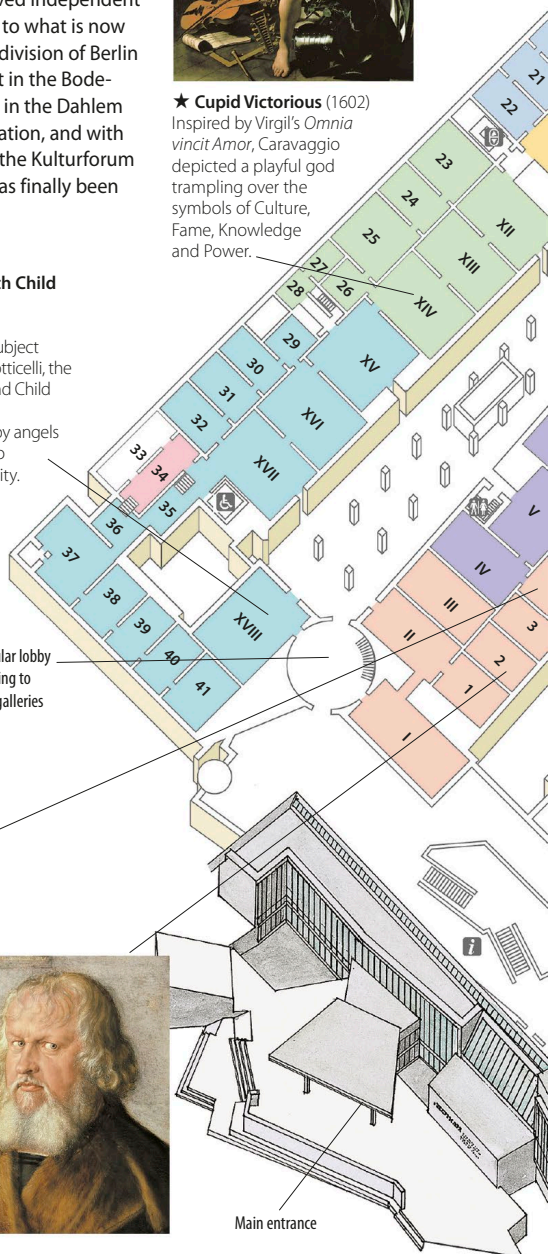 ved independent
to what is now
division of Berlin
t in the Bode-
in the Dahlem
ation, and with
the Kulturforum
as finally been
★ Cupid Victorious (1602)
Inspired by Virgil's Omnia
vincit Amor, Caravaggio
depicted a playful god
trampling over the
symbols of Culture,
Fame, Knowledge
and Power.
h Child
ubject
tticelli, the
d Child
by angels
o
ity.
ular lobby
ing to
galleries
21
22
23
24
25
26
27
28
29
30
31
32
33
34
35
36
37
38
39
40
41
XII
XIII
XIV
XV
XVI
XVII
XVIII
V
IV
III
II
I
3
2
1
i
Main entrance